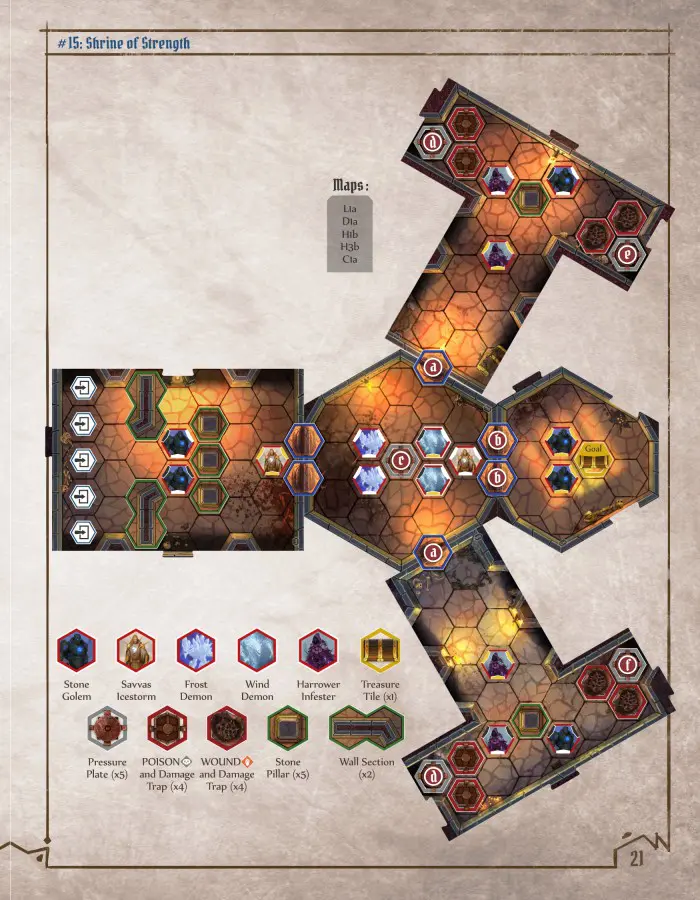 #15: Shrine of Strength
d
e
Maps:
L1a
D1a
H1b
H3b
C1a
a
c
b
b
Goal
a
f
d
Stone
Golem
Savvas
Icestorm
Frost
Demon
Wind
Demon
Harrower
Infester
Treasure
Tile (x1)
Pressure
Plate (x5)
POISON
and Damage
Trap (x4)
WOUND
and Damage
Trap (x4)
Stone
Pillar (x5)
Wall Section
(x2)
21